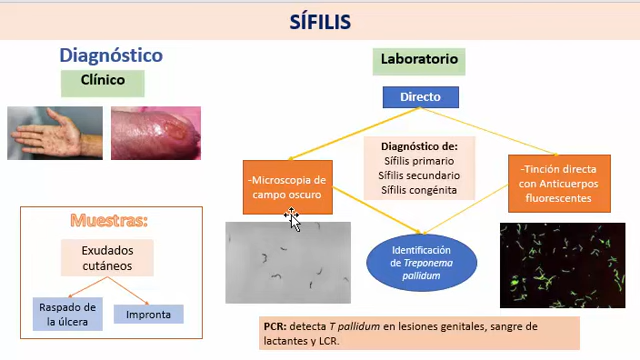 SÍFILIS
Diagnóstico
Clínico
Laboratorio
Directo
Diagnóstico de:
Sífilis primario
Sífilis secundario
Sífilis congénita
-Microscopia de
campo oscuro
-Tinción directa
con Anticuerpos
fluorescentes
Muestras:
Exudados
cutáneos
Raspado de
la úlcera
Impronta
Identificación
de Treponema
pallidum
PCR: detecta T pallidum en lesiones genitales, sangre de
lactantes y LCR.